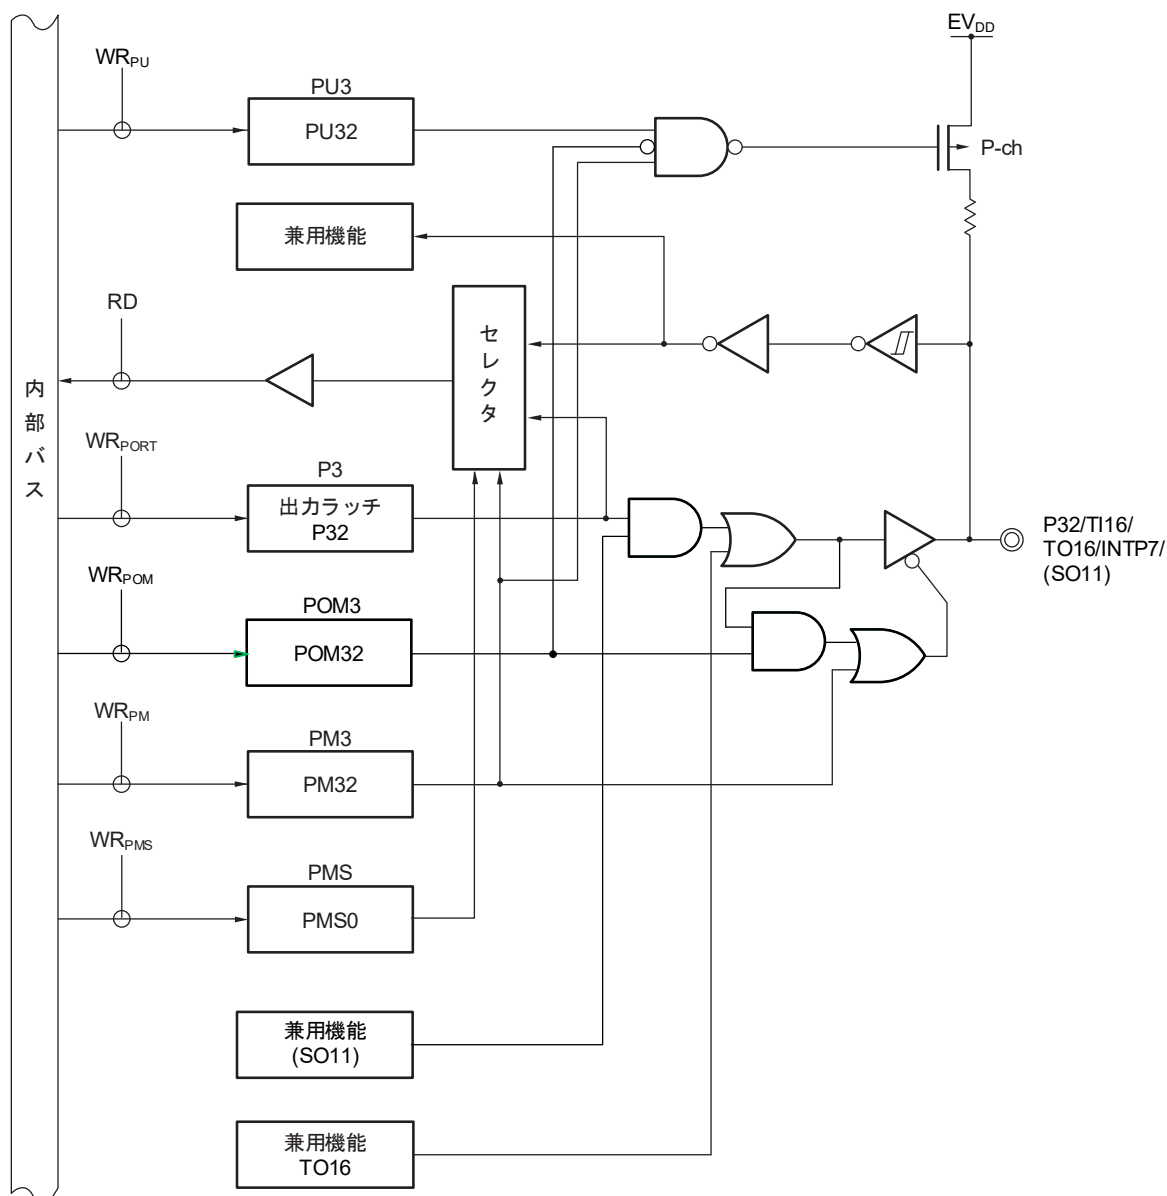 EVDD
WRPU
PU3
PU32
P-ch
兼用機能
RD
セレクタ
内部バス
WRPORT
P3
出力ラッチ
P32
P32/TI16/
TO16/INTP7/
(SO11)
WRPOM
POM3
POM32
WRPM
PM3
PM32
WRPMS
PMS
PMS0
兼用機能
(SO11)
兼用機能
TO16